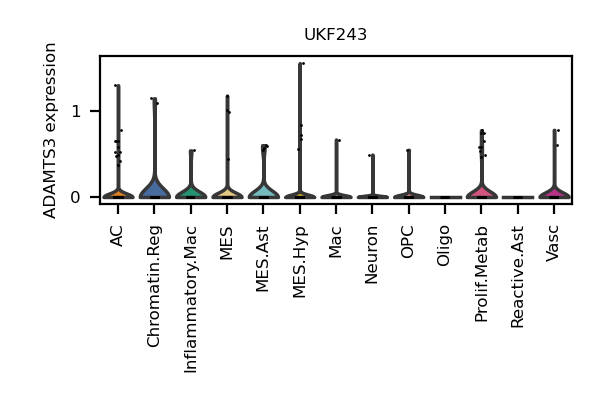 UKF243
ADAMTS3 expression
1
0
AC
Chromatin.Reg
Inflammatory.Mac
MES
MES.Ast
MES.Hyp
Mac
Neuron
OPC
Oligo
Prolif.Metab
Reactive.Ast
Vasc